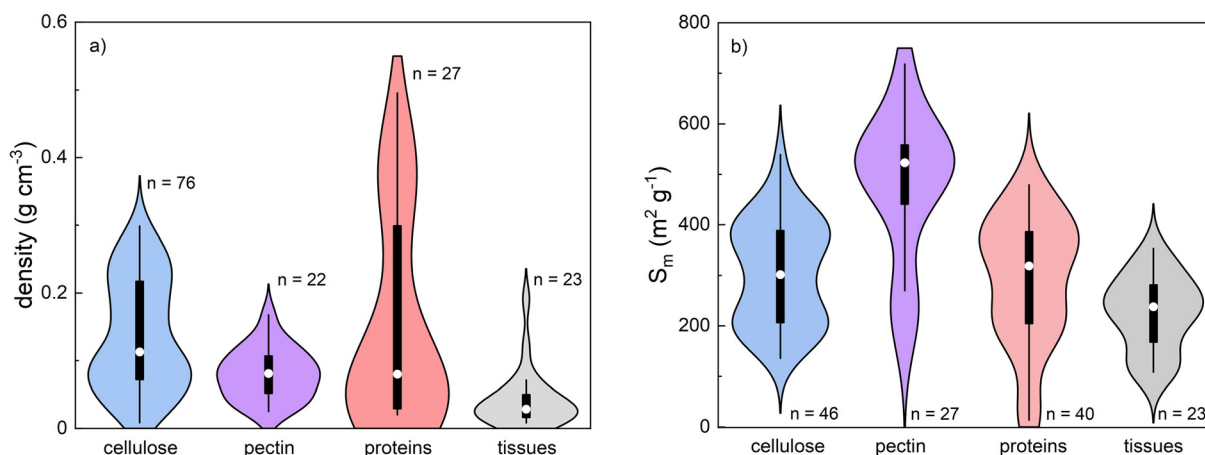 a)
density (g cm⁻³)
0.6
0.4
0.2
0
n = 76
n = 22
n = 27
n = 23
cellulose pectin proteins tissues
b)
Sₘ (m² g⁻¹)
800
600
400
200
0
n = 46
n = 27
n = 40
n = 23
cellulose pectin proteins tissues